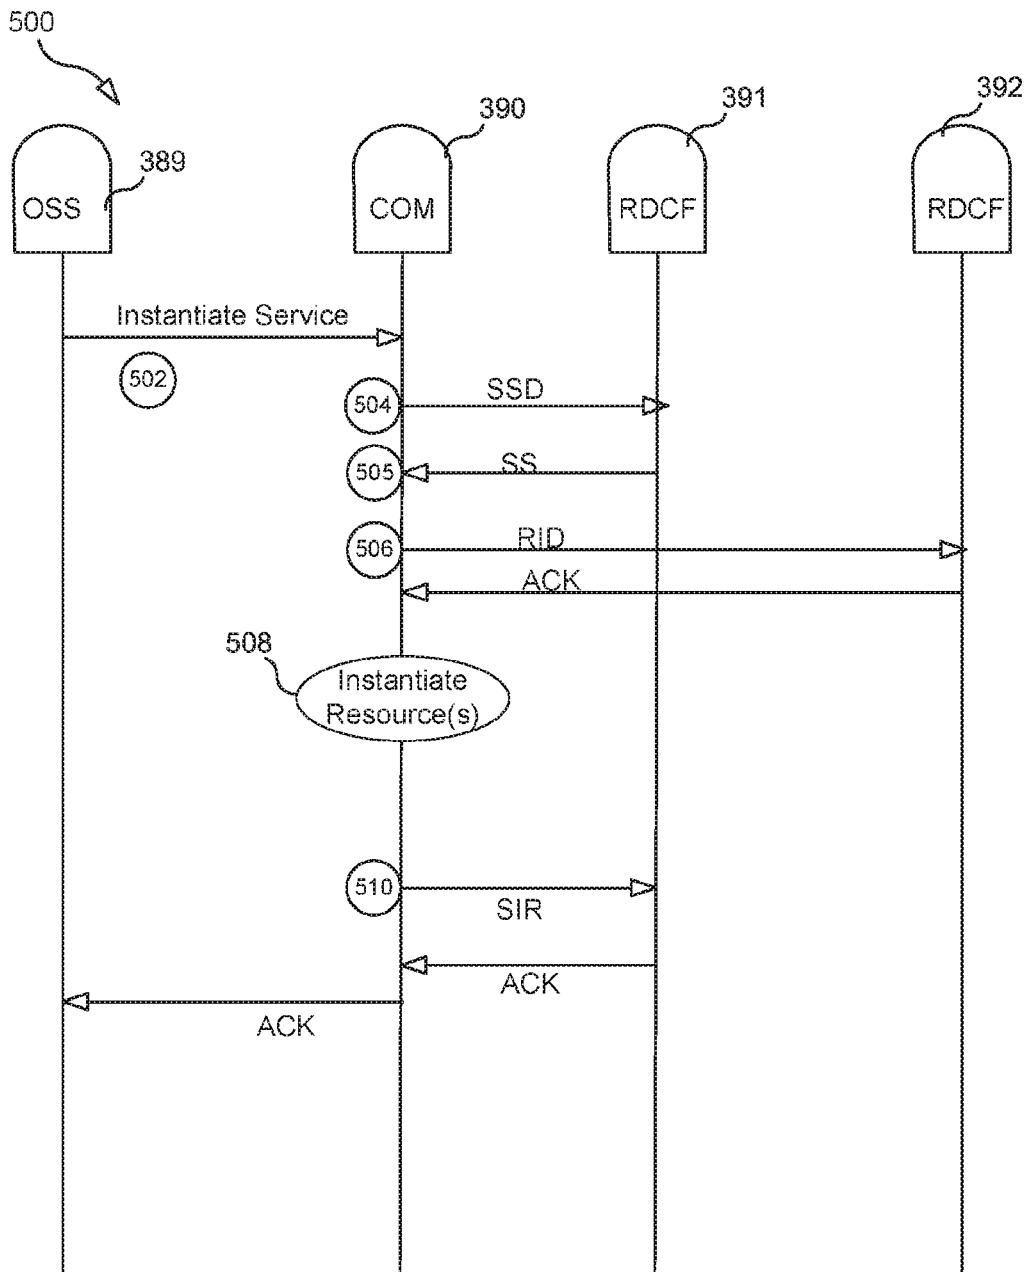 500
389
390
391
392
OSS
COM
RDCF
RDCF
Instantiate Service
502
504
SSD
505
SS
506
RID
ACK
508
Instantiate
Resource(s)
510
SIR
ACK
ACK